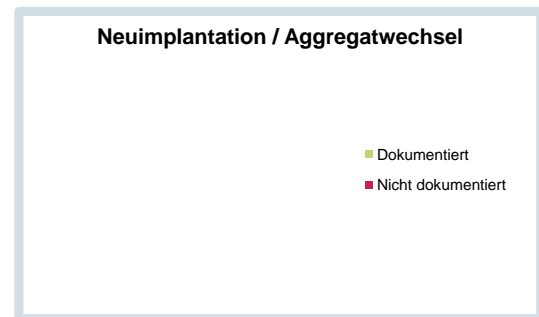 Neuimplantation / Aggregatwechsel
Dokumentiert
Nicht dokumentiert